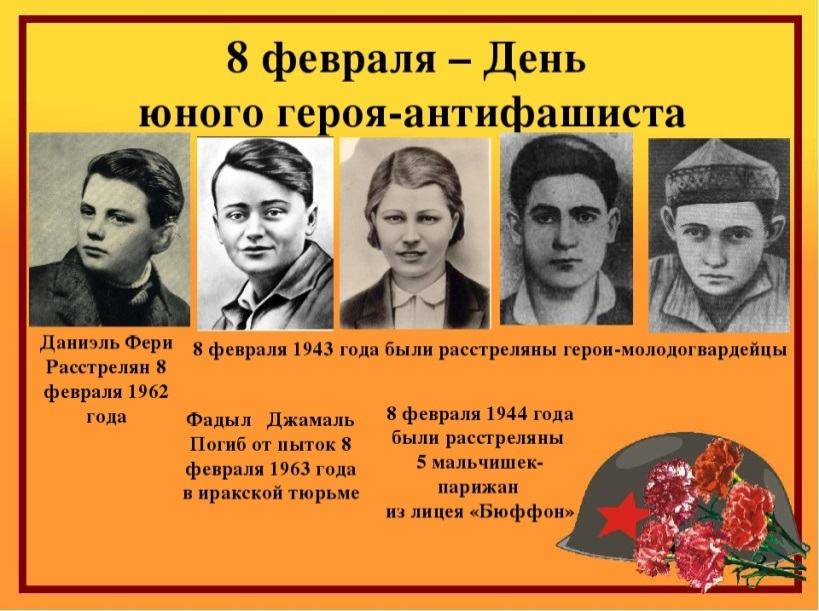 8 февраля – День
юного героя-антифашиста
Даниэль Фери
Расстрелян 8
февраля 1962
года
8 февраля 1943 года были расстреляны герои-молодогвардейцы
Фадыл Джамаль
Погиб от пыток 8
февраля 1963 года
в иракской тюрьме
8 февраля 1944 года
были расстреляны
5 мальчишек-
парижан
из лицея «Бюффон»